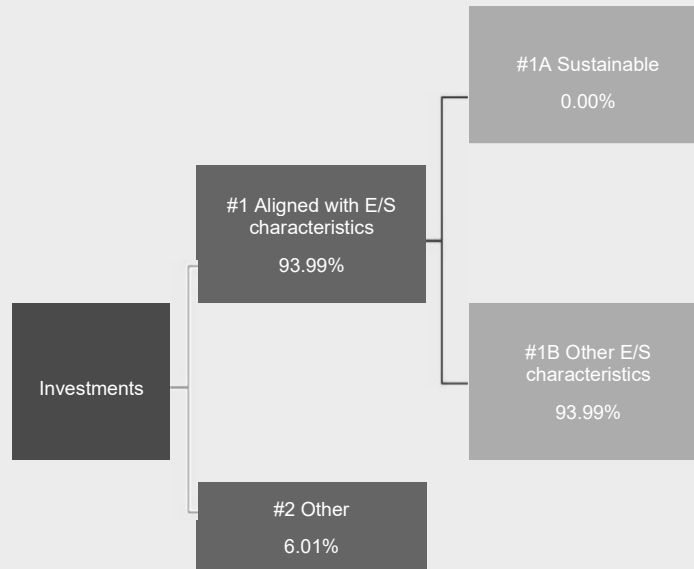 #1A Sustainable
0.00%
#1 Aligned with E/S
characteristics
93.99%
Investments
#1B Other E/S
characteristics
93.99%
#2 Other
6.01%